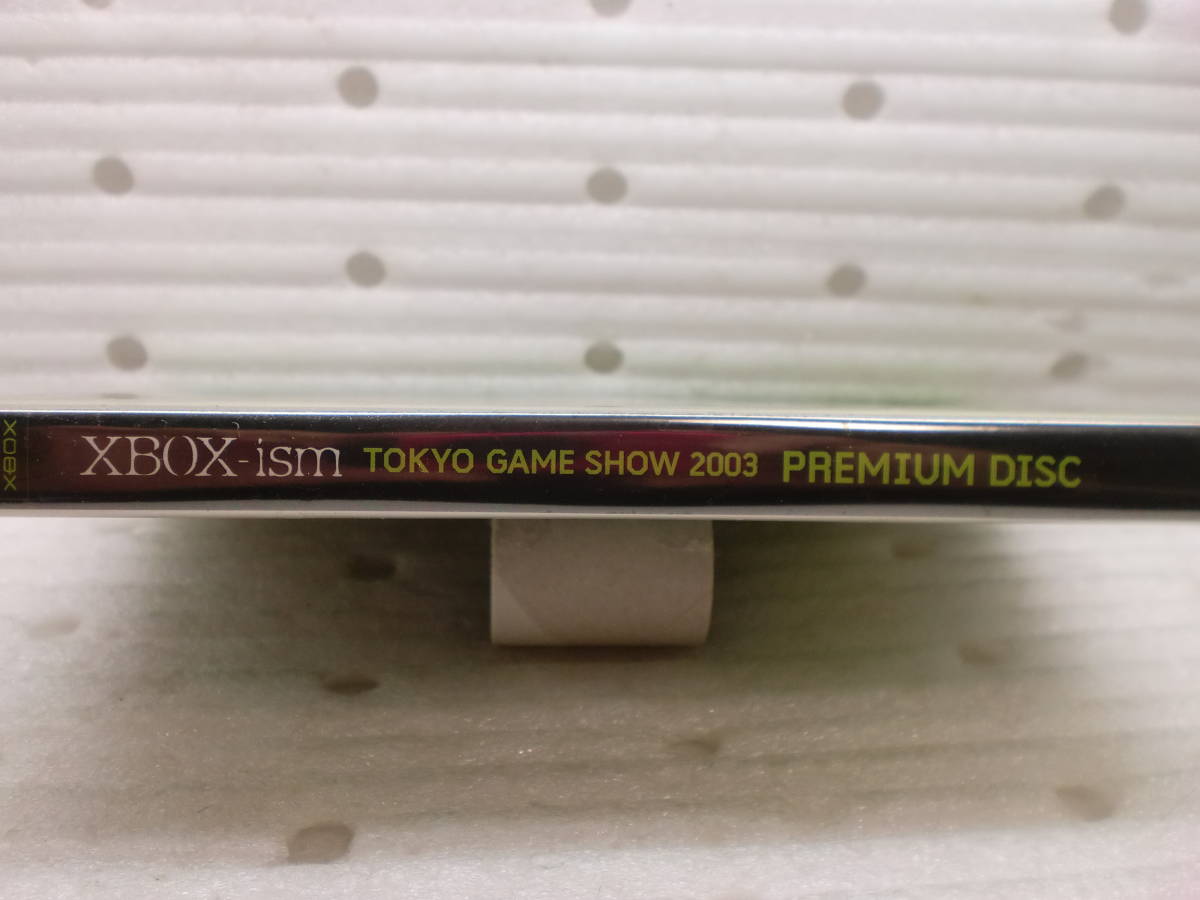 XBOX
XBOX-ism TOKYO GAME SHOW 2003 PREMIUM DISC